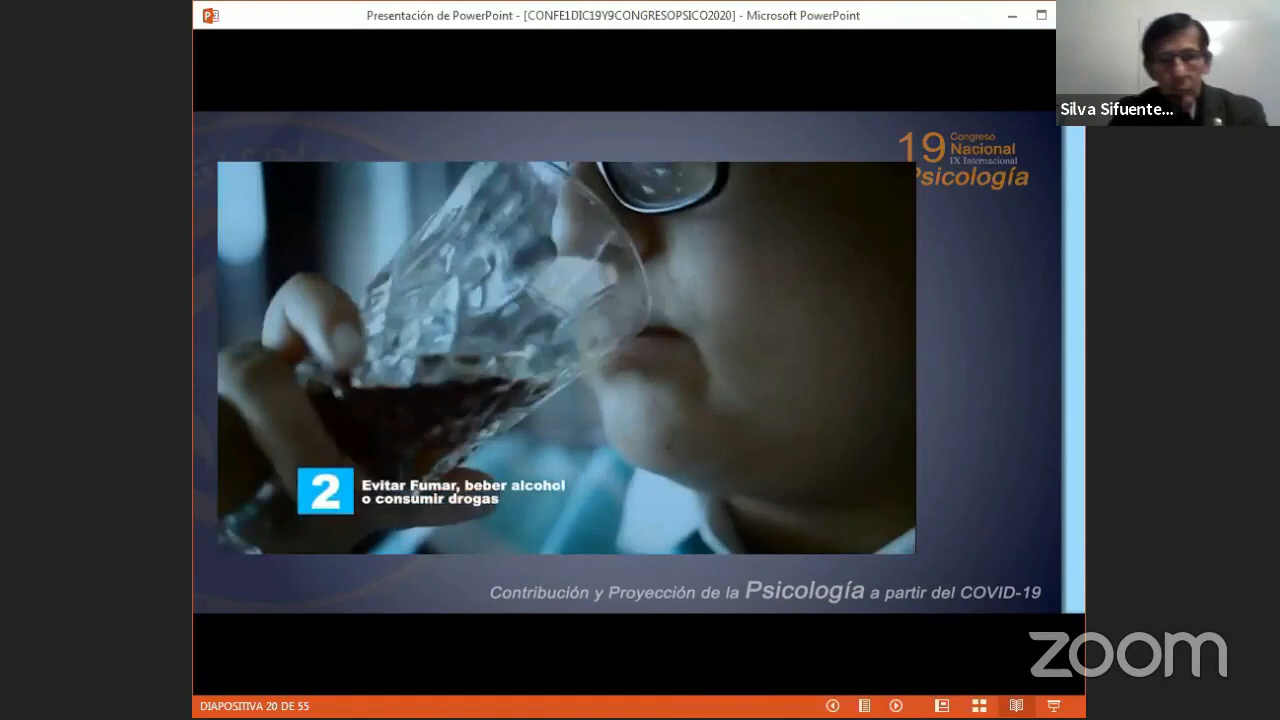 Presentación de PowerPoint - [CONFE1DIC19Y9CONGRESOPSICO2020] - Microsoft PowerPoint
Silva Sifuente...
19 Congreso
Nacional
IX Internacional
Psicología
2 Evitar Fumar, beber alcohol
o consumir drogas
Contribución y Proyección de la Psicología a partir del COVID-19
zoom
DIAPOSITIVA 20 DE 55